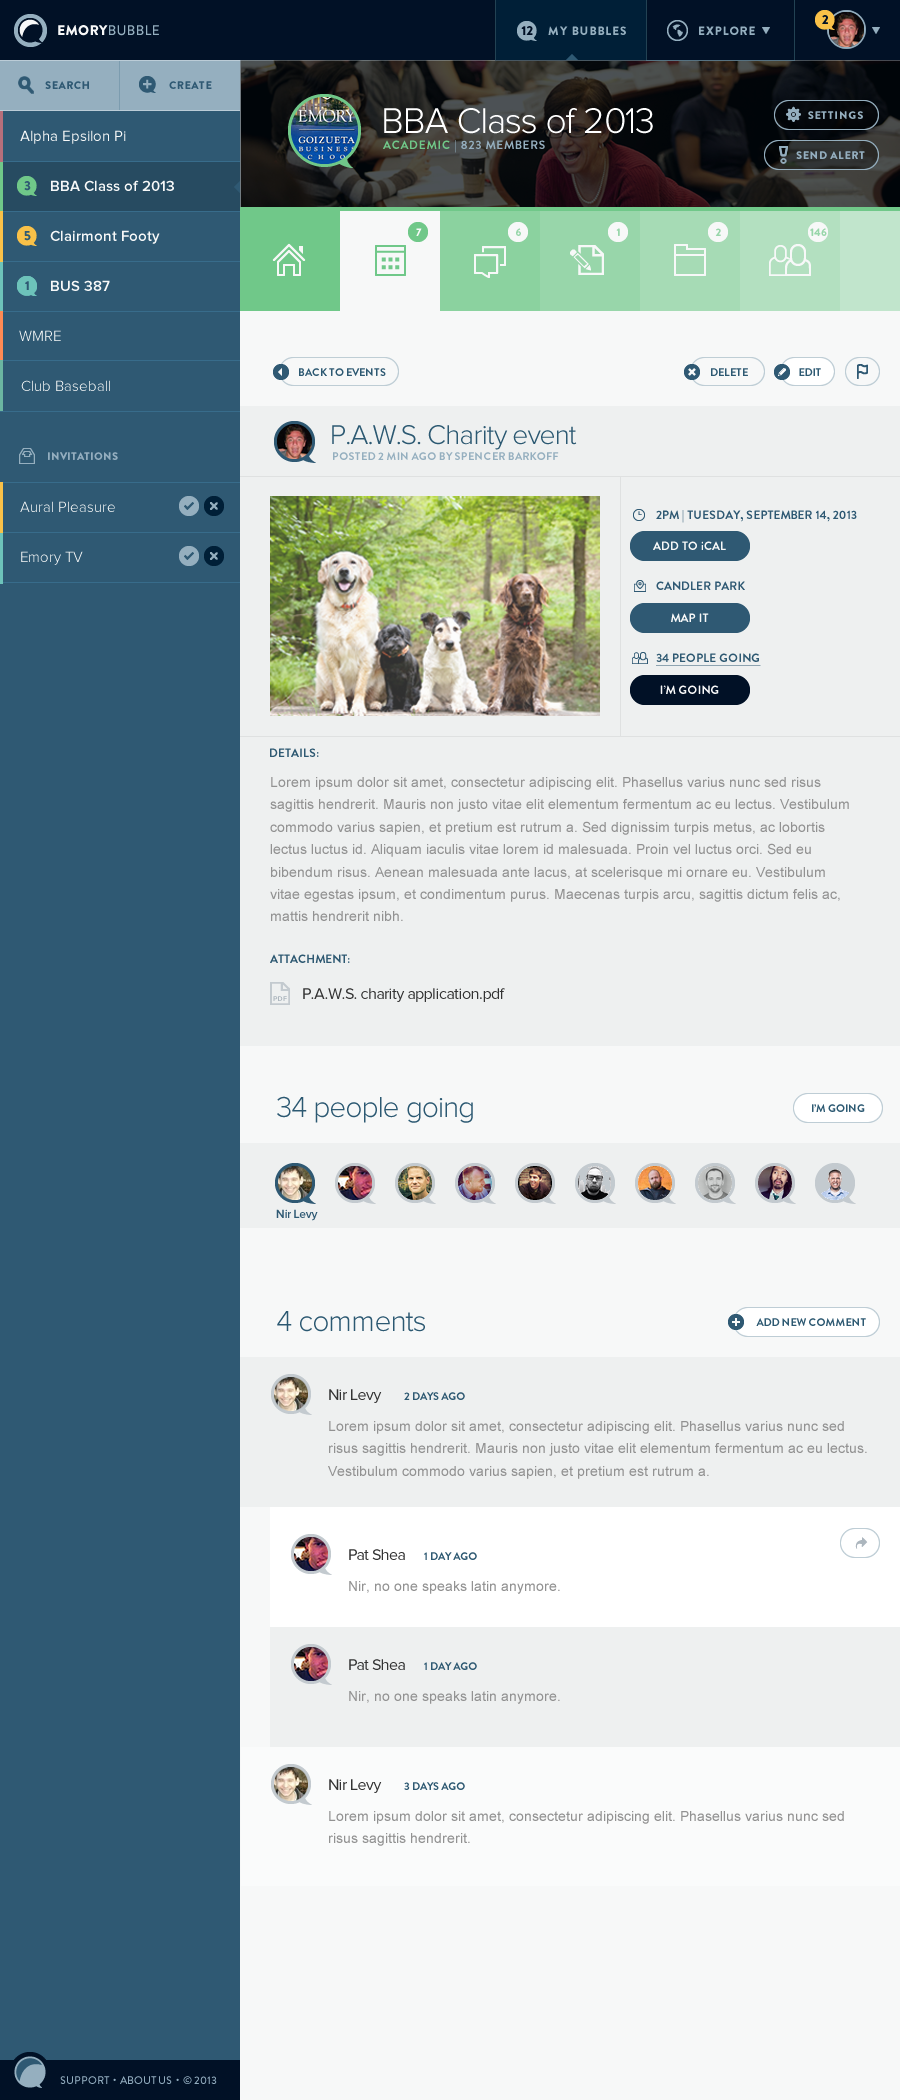 EMORYBUBBLE
12 MY BUBBLES
EXPLORE
2
SEARCH
CREATE
Alpha Epsilon Pi
3 BBA Class of 2013
5 Clairmont Footy
1 BUS 387
WMRE
Club Baseball
INVITATIONS
Aural Pleasure
Emory TV
EMORY
GOIZUETA
BUSINESS
CHOO
BBA Class of 2013
ACADEMIC | 823 MEMBERS
SETTINGS
SEND ALERT
7
6
1
2
146
BACK TO EVENTS
DELETE
EDIT
P.A.W.S. Charity event
POSTED 2 MIN AGO BY SPENCER BARKOFF
2PM | TUESDAY, SEPTEMBER 14, 2013
ADD TO iCAL
CANDLER PARK
MAP IT
34 PEOPLE GOING
I'M GOING
DETAILS:
Lorem ipsum dolor sit amet, consectetur adipiscing elit. Phasellus varius nunc sed risus
sagittis hendrerit. Mauris non justo vitae elit elementum fermentum ac eu lectus. Vestibulum
commodo varius sapien, et pretium est rutrum a. Sed dignissim turpis metus, ac lobortis
lectus luctus id. Aliquam iaculis vitae lorem id malesuada. Proin vel luctus orci. Sed eu
bibendum risus. Aenean malesuada ante lacus, at scelerisque mi ornare eu. Vestibulum
vitae egestas ipsum, et condimentum purus. Maecenas turpis arcu, sagittis dictum felis ac,
mattis hendrerit nibh.
ATTACHMENT:
PDF
P.A.W.S. charity application.pdf
34 people going
I'M GOING
Nir Levy
4 comments
ADD NEW COMMENT
Nir Levy 2 DAYS AGO
Lorem ipsum dolor sit amet, consectetur adipiscing elit. Phasellus varius nunc sed
risus sagittis hendrerit. Mauris non justo vitae elit elementum fermentum ac eu lectus.
Vestibulum commodo varius sapien, et pretium est rutrum a.
Pat Shea 1 DAY AGO
Nir, no one speaks latin anymore.
Pat Shea 1 DAY AGO
Nir, no one speaks latin anymore.
Nir Levy 3 DAYS AGO
Lorem ipsum dolor sit amet, consectetur adipiscing elit. Phasellus varius nunc sed
risus sagittis hendrerit.
SUPPORT • ABOUT US • © 2013